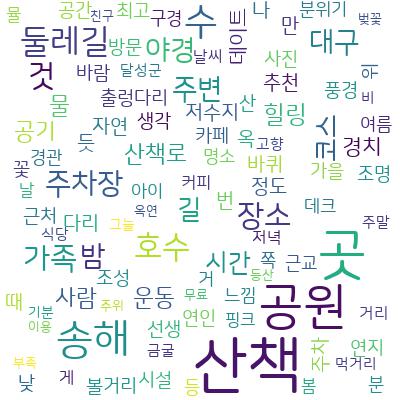 뮬 공간 친구 최고 구경 수 데이트 나 분위기 벚꽃
둘레길 방문 야경 만 날씨 대구
것 바람 달성군 주변 사진 추천 위 비
출렁다리 저수지 산 힐링 풍경
공기 물 자연 생각 카페 옥 코스 여름
꽃 경관 듯 산책로 명소 바퀴 경치
날 주차장 아이 커피 고향 가을 조명
근처 다리 그늘 옥연 길 번 장소 정도 데크
식당 가족 밤 호수 시간 저녁 쪽 근교 곳 주말
때 조성 거 등산
기분 사람 주위 운동 무료 느낌 공원 거리
이용 송해 선생 연인 핑크 주차 연지
부족 금굴 산책 먹거리
낮 게 볼거리 시설 등 봄 분